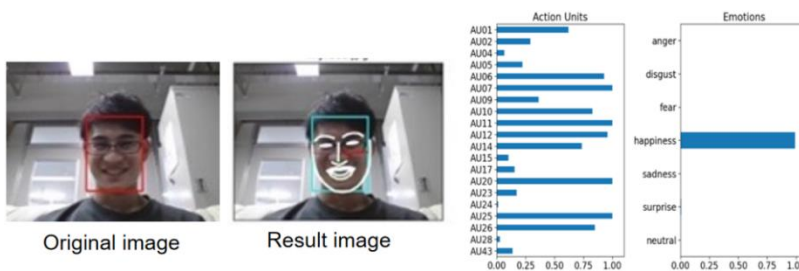 Original image
Result image
Action Units
AU01
AU02
AU04
AU05
AU06
AU07
AU09
AU10
AU11
AU12
AU14
AU15
AU17
AU20
AU23
AU24
AU25
AU26
AU28
AU43
0.00 0.25 0.50 0.75 1.00
Emotions
anger
disgust
fear
happiness
sadness
surprise
neutral
0.00 0.25 0.50 0.75